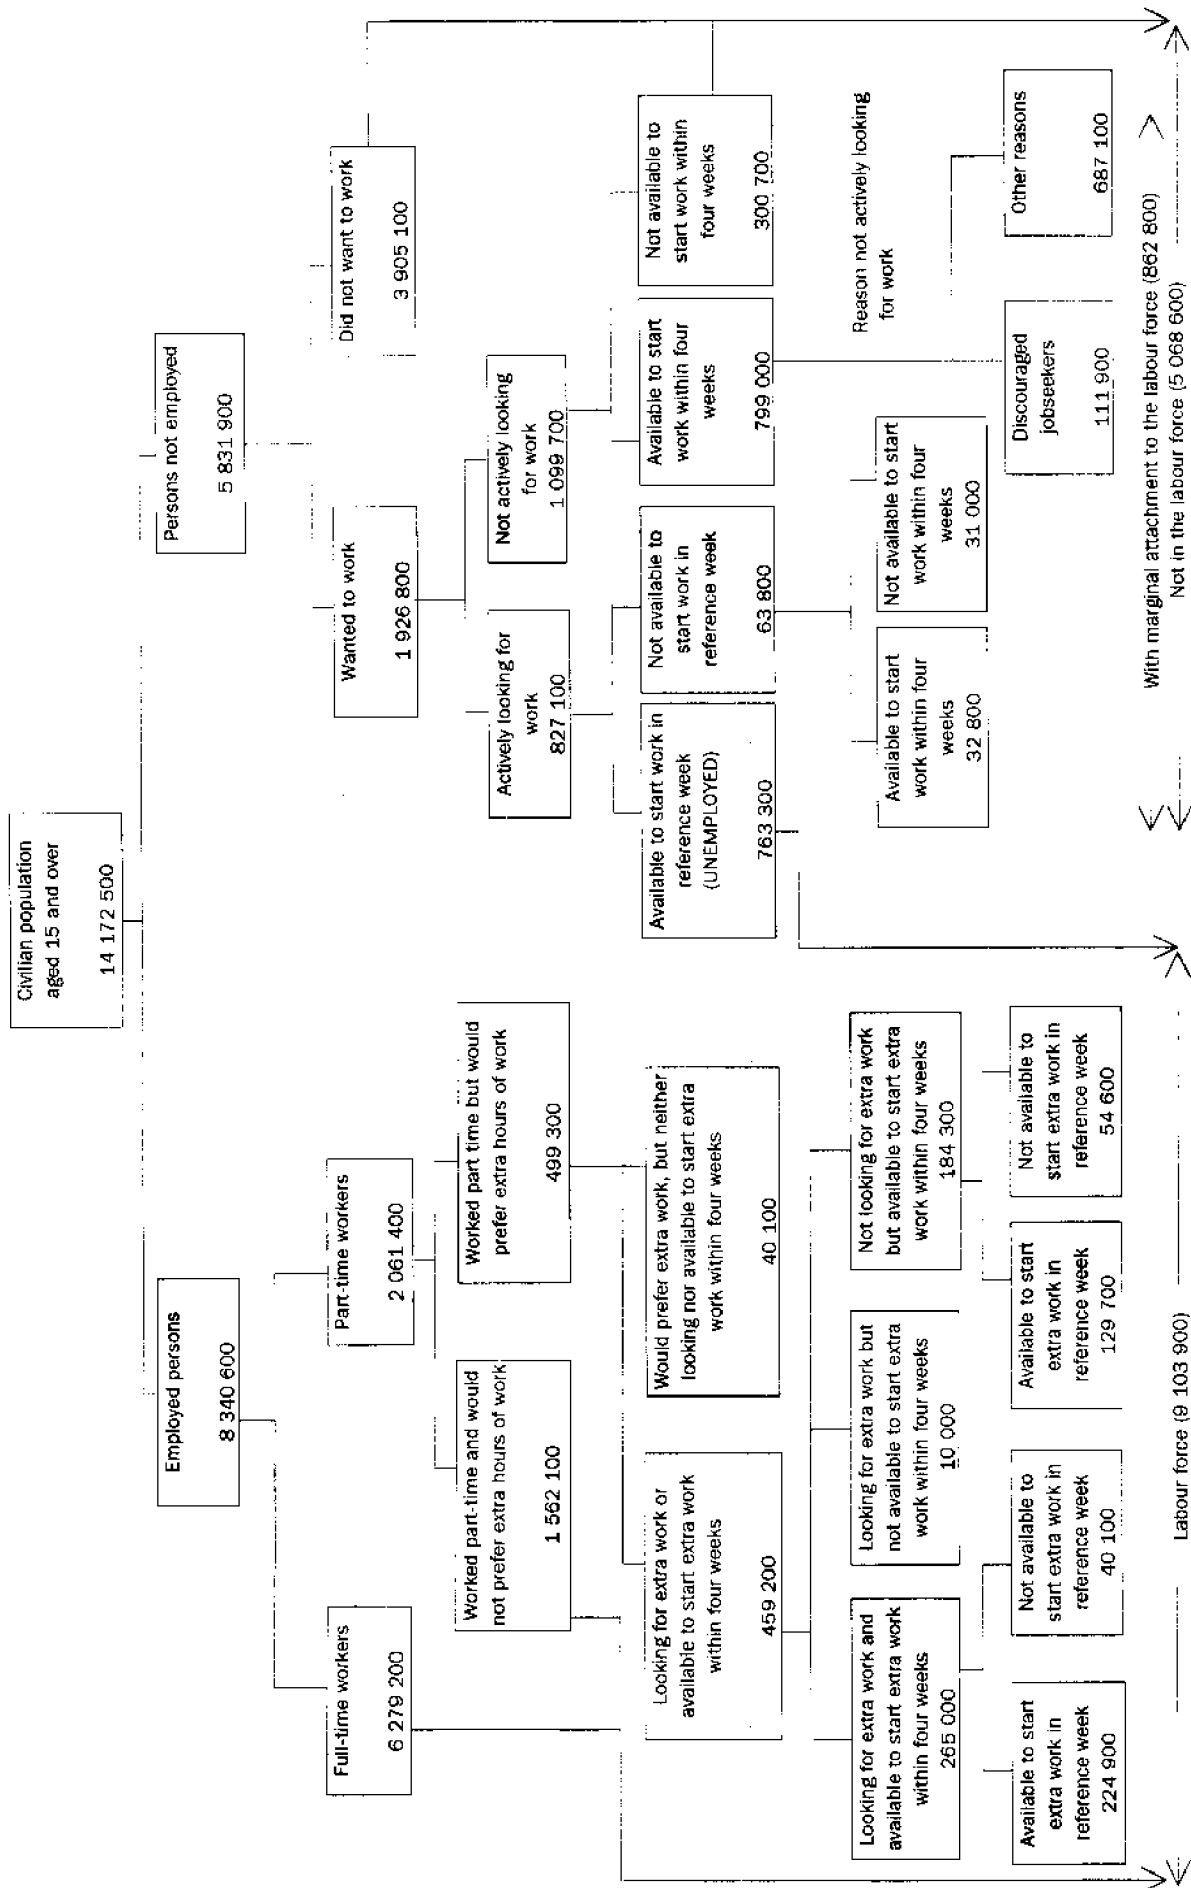 Civilian population
aged 15 and over
14 172 500
Employed persons
8 340 600
Persons not employed
5 831 900
Full-time workers
6 279 200
Part-time workers
2 061 400
Wanted to work
1 926 800
Did not want to work
3 905 100
Worked part-time and would
not prefer extra hours of work
1 562 100
Worked part time but would
prefer extra hours of work
499 300
Actively looking for
work
827 100
Not actively looking
for work
1 099 700
Looking for extra work or
available to start extra work
within four weeks
459 200
Would prefer extra work, but neither
looking nor available to start extra
work within four weeks
40 100
Available to start work in
reference week
(UNEMPLOYED)
763 300
Not available to
start work in
reference week
63 800
Available to start
work within four
weeks
799 000
Not available to
start work within
four weeks
300 700
Looking for extra work and
available to start extra work
within four weeks
265 000
Looking for extra work but
not available to start extra
work within four weeks
10 000
Not looking for extra work
but available to start extra
work within four weeks
184 300
Available to start
work within four
weeks
32 800
Not available to start
work within four
weeks
31 000
Reason not actively looking
for work
Available to start
extra work in
reference week
224 900
Not available to
start extra work in
reference week
40 100
Available to start
extra work in
reference week
129 700
Not available to
start extra work in
reference week
54 600
Discouraged
jobseekers
111 900
Other reasons
687 100
With marginal attachment to the labour force (862 800)
Labour force (9 103 900)
Not in the labour force (5 068 600)